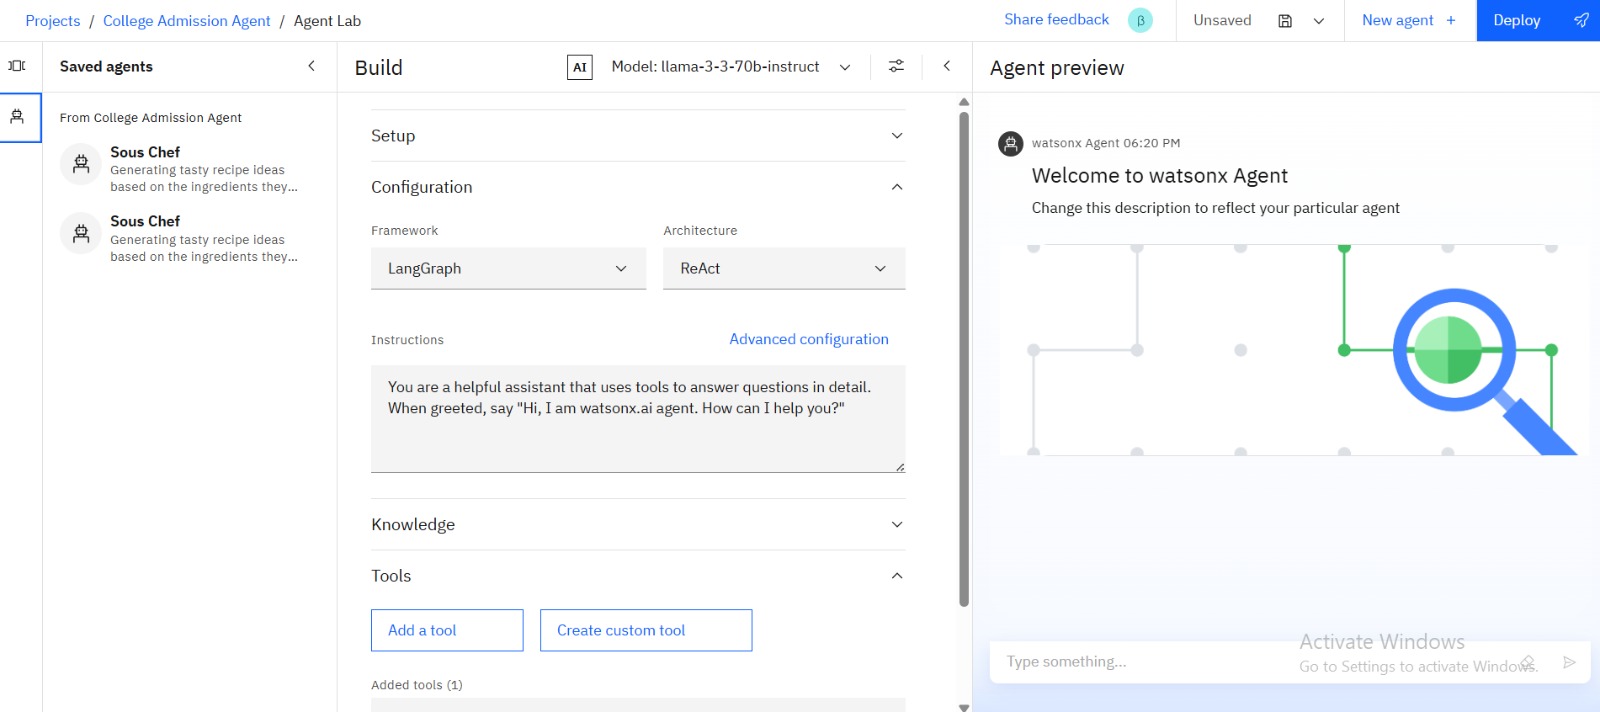 Projects / College Admission Agent / Agent Lab
Share feedback β Unsaved New agent + Deploy
Saved agents
From College Admission Agent
Sous Chef
Generating tasty recipe ideas
based on the ingredients they...
Sous Chef
Generating tasty recipe ideas
based on the ingredients they...
Build
AI Model: llama-3-3-70b-instruct
Setup
Configuration
Framework Architecture
LangGraph ReAct
Instructions Advanced configuration
You are a helpful assistant that uses tools to answer questions in detail.
When greeted, say "Hi, I am watsonx.ai agent. How can I help you?"
Knowledge
Tools
Add a tool Create custom tool
Added tools (1)
Agent preview
watsonx Agent 06:20 PM
Welcome to watsonx Agent
Change this description to reflect your particular agent
Activate Windows
Go to Settings to activate Windows.
Type something...